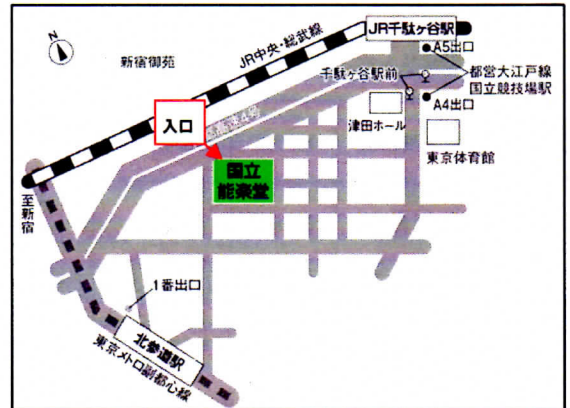 JR千駄ヶ谷駅
N
JR中央・総武線
A5出口
新宿御苑
千駄ヶ谷駅前
都営大江戸線
国立競技場駅
A4出口
入口
津田ホール
東京体育館
国立
能楽堂
至新宿
1番出口
北参道駅
東京メトロ副都心線